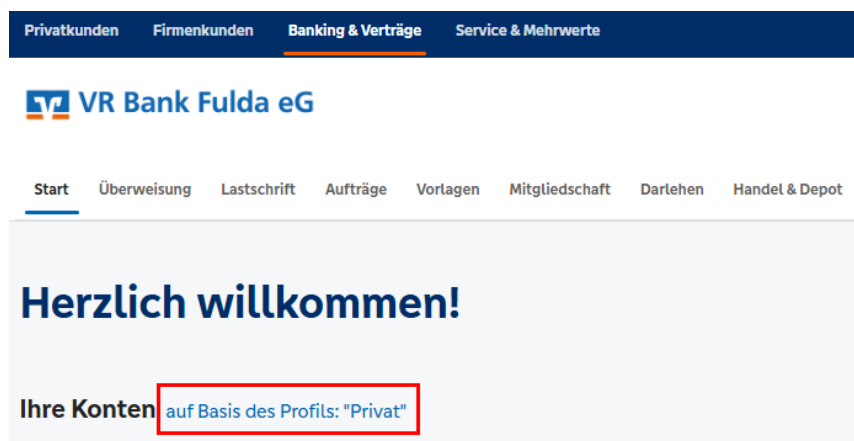 Privatkunden Firmenkunden Banking & Verträge Service & Mehrwerte
VR Bank Fulda eG
Start Überweisung Lastschrift Aufträge Vorlagen Mitgliedschaft Darlehen Handel & Depot
Herzlich willkommen!
Ihre Konten auf Basis des Profils: "Privat"